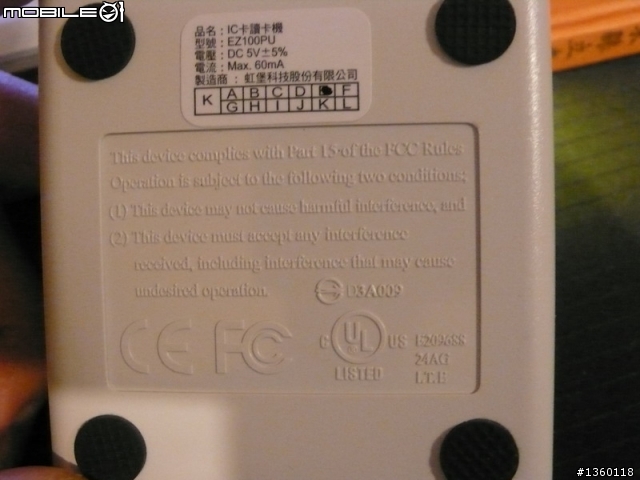 MOBILE01
品名：IC卡讀卡機
型號：EZ100PU
電壓：DC 5V±5%
電流：Max. 60mA
製造商：虹堡科技股份有限公司
K A B C D F
G H I J K L
This device complies with Part 15 of the FCC Rules
Operation is subject to the following two conditions;
(1) This device may not cause harmful interference, and
(2) This device must accept any interference
received, including interference that may cause
undesired operation. D3A009
CE FC C UL US LISTED
E209688
24AG
I.T.E
#1360118